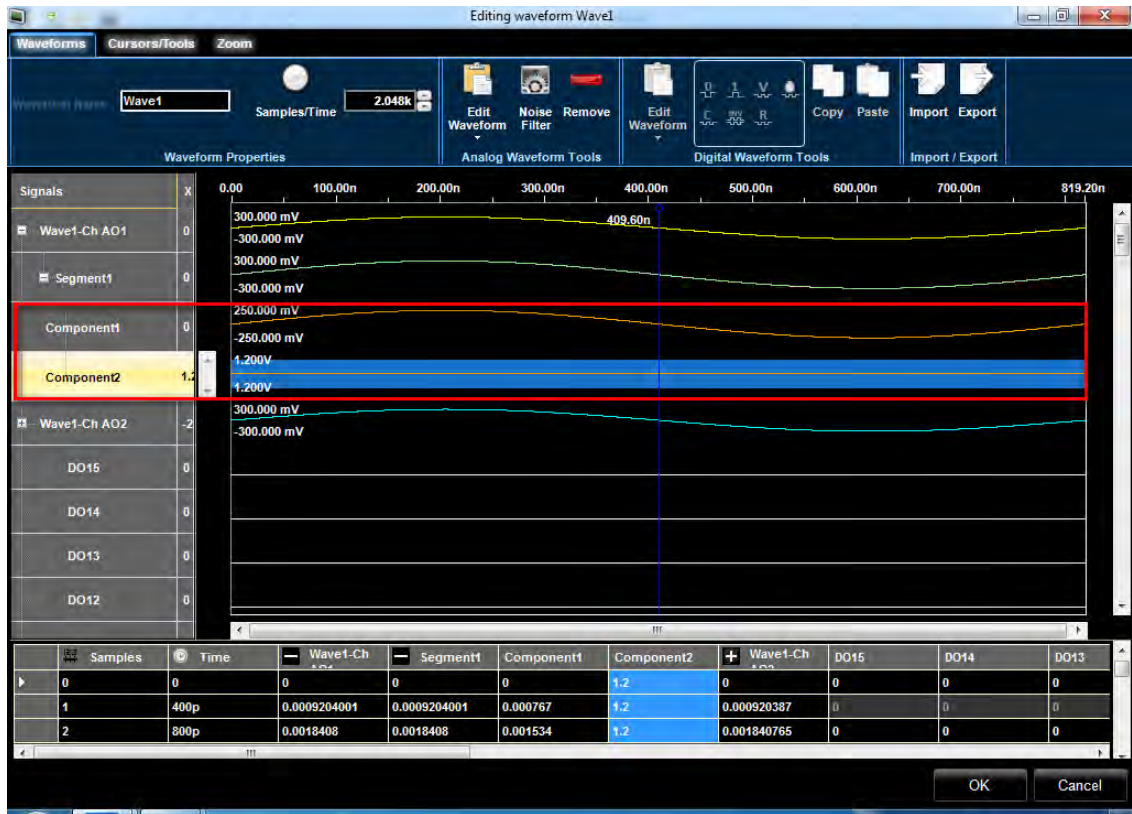 Editing waveform Wave1
Waveforms Cursors/Tools Zoom
Wave1
Samples/Time 2.048k
Edit Waveform
Noise Filter
Remove
Edit Waveform
0 1 V
C INV R
Copy Paste
Import Export
Waveform Properties
Analog Waveform Tools
Digital Waveform Tools
Import / Export
Signals X 0.00 100.00n 200.00n 300.00n 400.00n 500.00n 600.00n 700.00n 819.20n
409.60n
300.000 mV
Wave1-Ch AO1 0
-300.000 mV
300.000 mV
Segment1 0
-300.000 mV
250.000 mV
Component1 0
-250.000 mV
1.200V
Component2 1.2
1.200V
300.000 mV
Wave1-Ch AO2 -2
-300.000 mV
DO15 0
DO14 0
DO13 0
DO12 0
Samples Time Wave1-Ch Segment1 Component1 Component2 Wave1-Ch DO15 DO14 DO13
0 0 0 0 0 1.2 0 0 0 0
1 400p 0.0009204001 0.0009204001 0.000767 1.2 0.000920387 0 0 0
2 800p 0.0018408 0.0018408 0.001534 1.2 0.001840765 0 0 0
OK Cancel